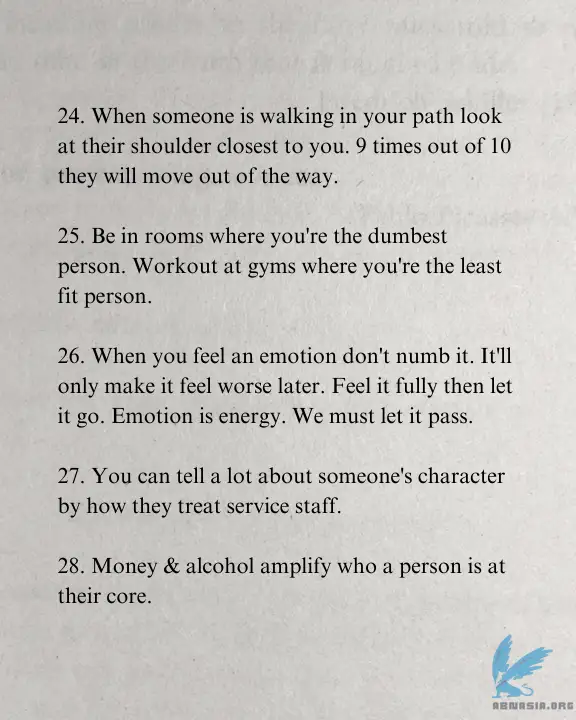 24. When someone is walking in your path look
at their shoulder closest to you. 9 times out of 10
they will move out of the way.
25. Be in rooms where you're the dumbest
person. Workout at gyms where you're the least
fit person.
26. When you feel an emotion don't numb it. It'll
only make it feel worse later. Feel it fully then let
it go. Emotion is energy. We must let it pass.
27. You can tell a lot about someone's character
by how they treat service staff.
28. Money & alcohol amplify who a person is at
their core.
ABNASIA.ORG